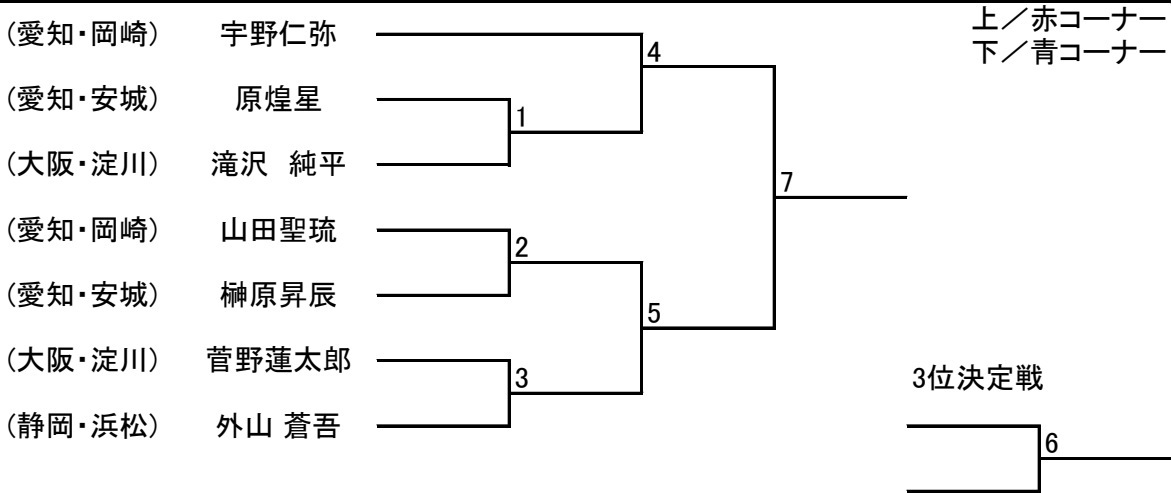 上／赤コーナー
下／青コーナー
(愛知・岡崎) 宇野仁弥
4
(愛知・安城) 原煌星
1
(大阪・淀川) 滝沢 純平
7
(愛知・岡崎) 山田聖琉
2
(愛知・安城) 榊原昇辰
5
(大阪・淀川) 菅野蓮太郎
3
3位決定戦
(静岡・浜松) 外山 蒼吾
6